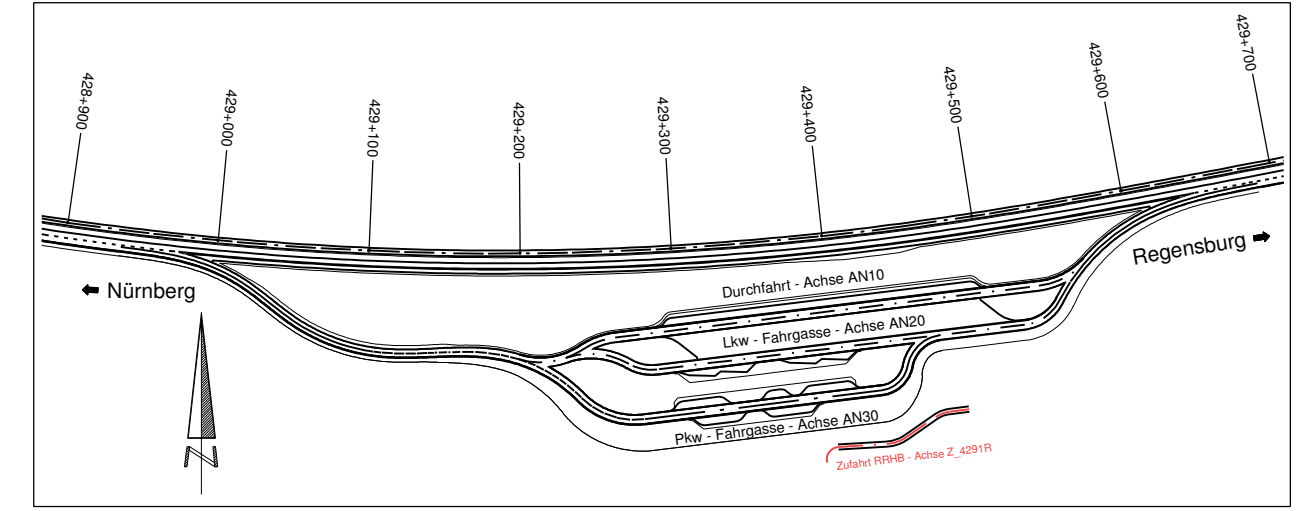 428+900
429+000
429+100
429+200
429+300
429+400
429+500
429+600
429+700
Nürnberg
Regensburg
Durchfahrt - Achse AN10
Lkw - Fahrgasse - Achse AN20
Pkw - Fahrgasse - Achse AN30
Zufahrt RRHB - Achse Z_4291R
N